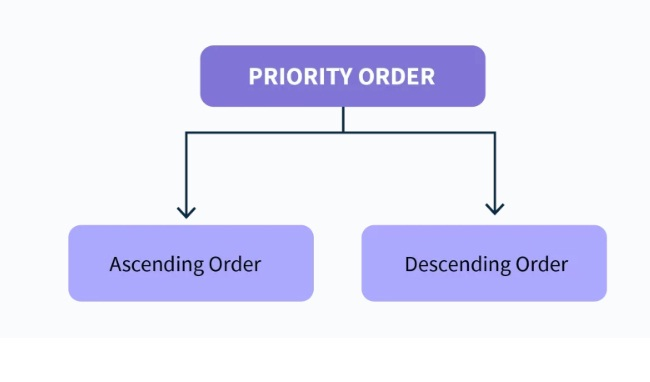 PRIORITY ORDER
Ascending Order
Descending Order